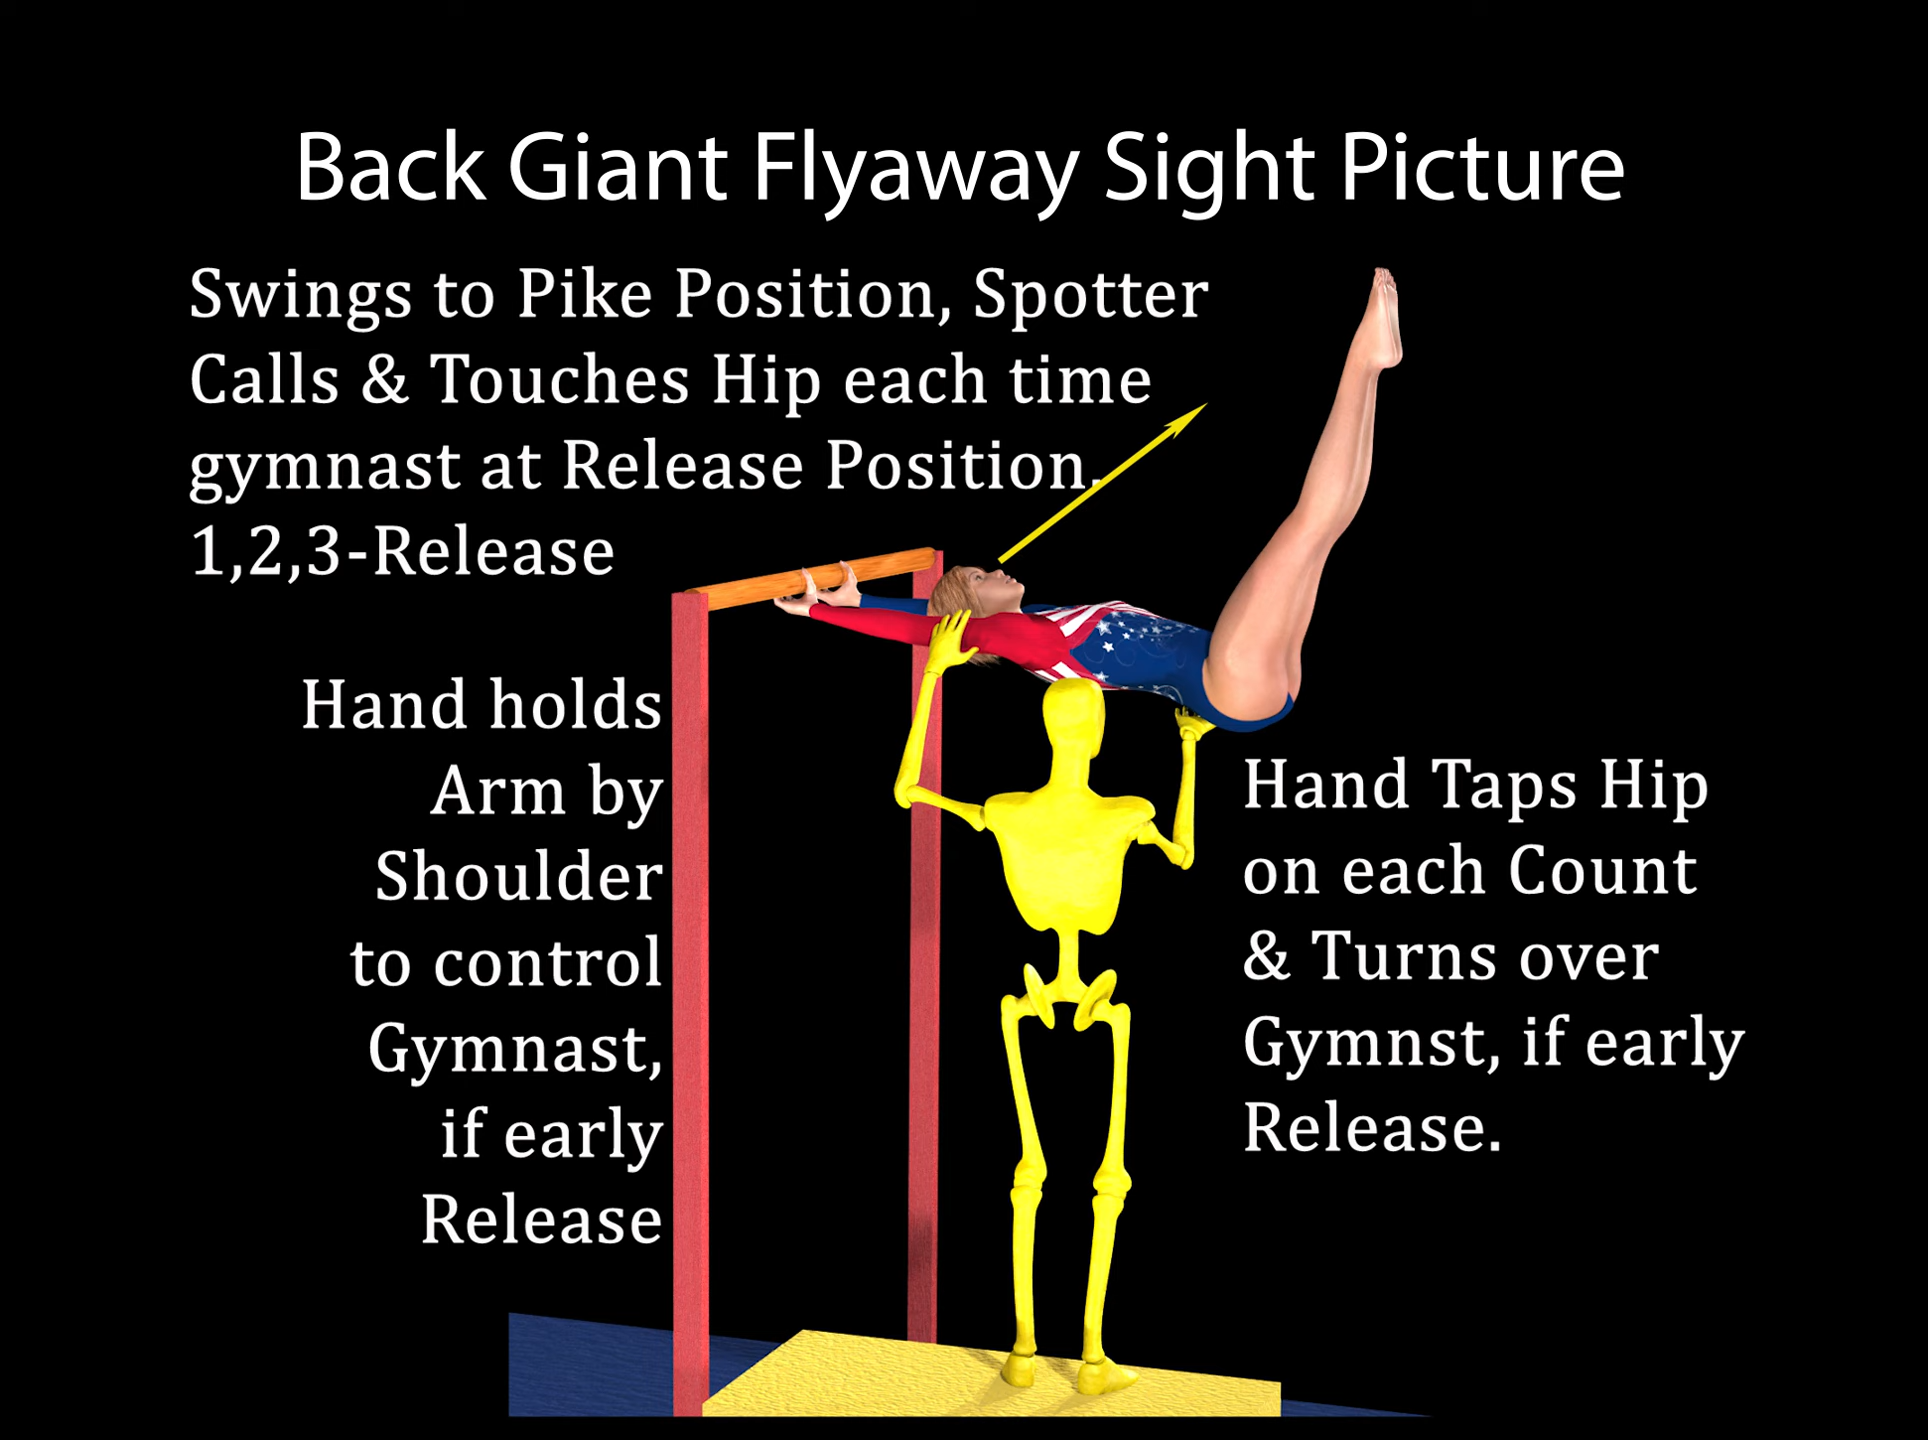 Back Giant Flyaway Sight Picture
Swings to Pike Position, Spotter
Calls & Touches Hip each time
gymnast at Release Position.
1,2,3-Release
Hand holds
Arm by
Shoulder
to control
Gymnast,
if early
Release
Hand Taps Hip
on each Count
& Turns over
Gymnst, if early
Release.